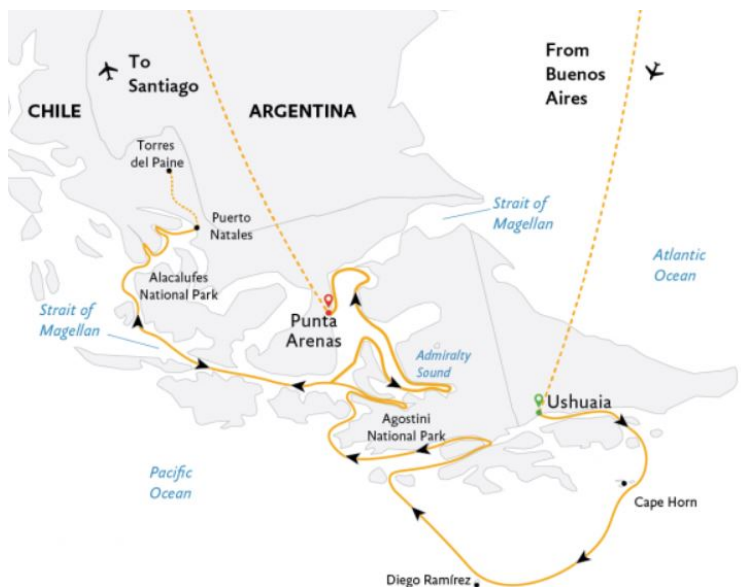 To
Santiago
From
Buenos
Aires
CHILE
ARGENTINA
Torres
del Paine
Puerto
Natales
Strait of
Magellan
Atlantic
Ocean
Alacalufes
National Park
Strait of
Magellan
Punta
Arenas
Admiralty
Sound
Ushuaia
Agostini
National Park
Pacific
Ocean
Cape Horn
Diego Ramírez